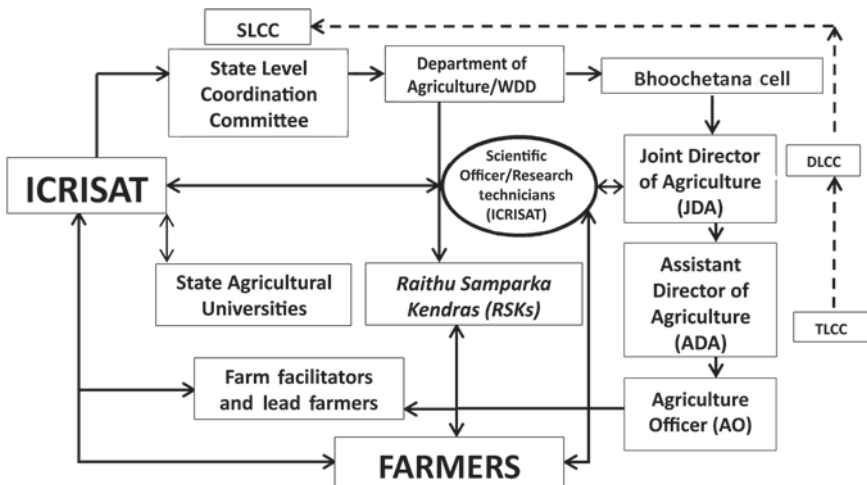 SLCC
State Level
Coordination
Committee
Department of
Agriculture/WDD
Bhoochetana cell
ICRISAT
Scientific
Officer/Research
technicians
(ICRISAT)
Joint Director
of Agriculture
(JDA)
DLCC
State Agricultural
Universities
Raithu Samparka
Kendras (RSKs)
Assistant
Director of
Agriculture
(ADA)
TLCC
Farm facilitators
and lead farmers
Agriculture
Officer (AO)
FARMERS